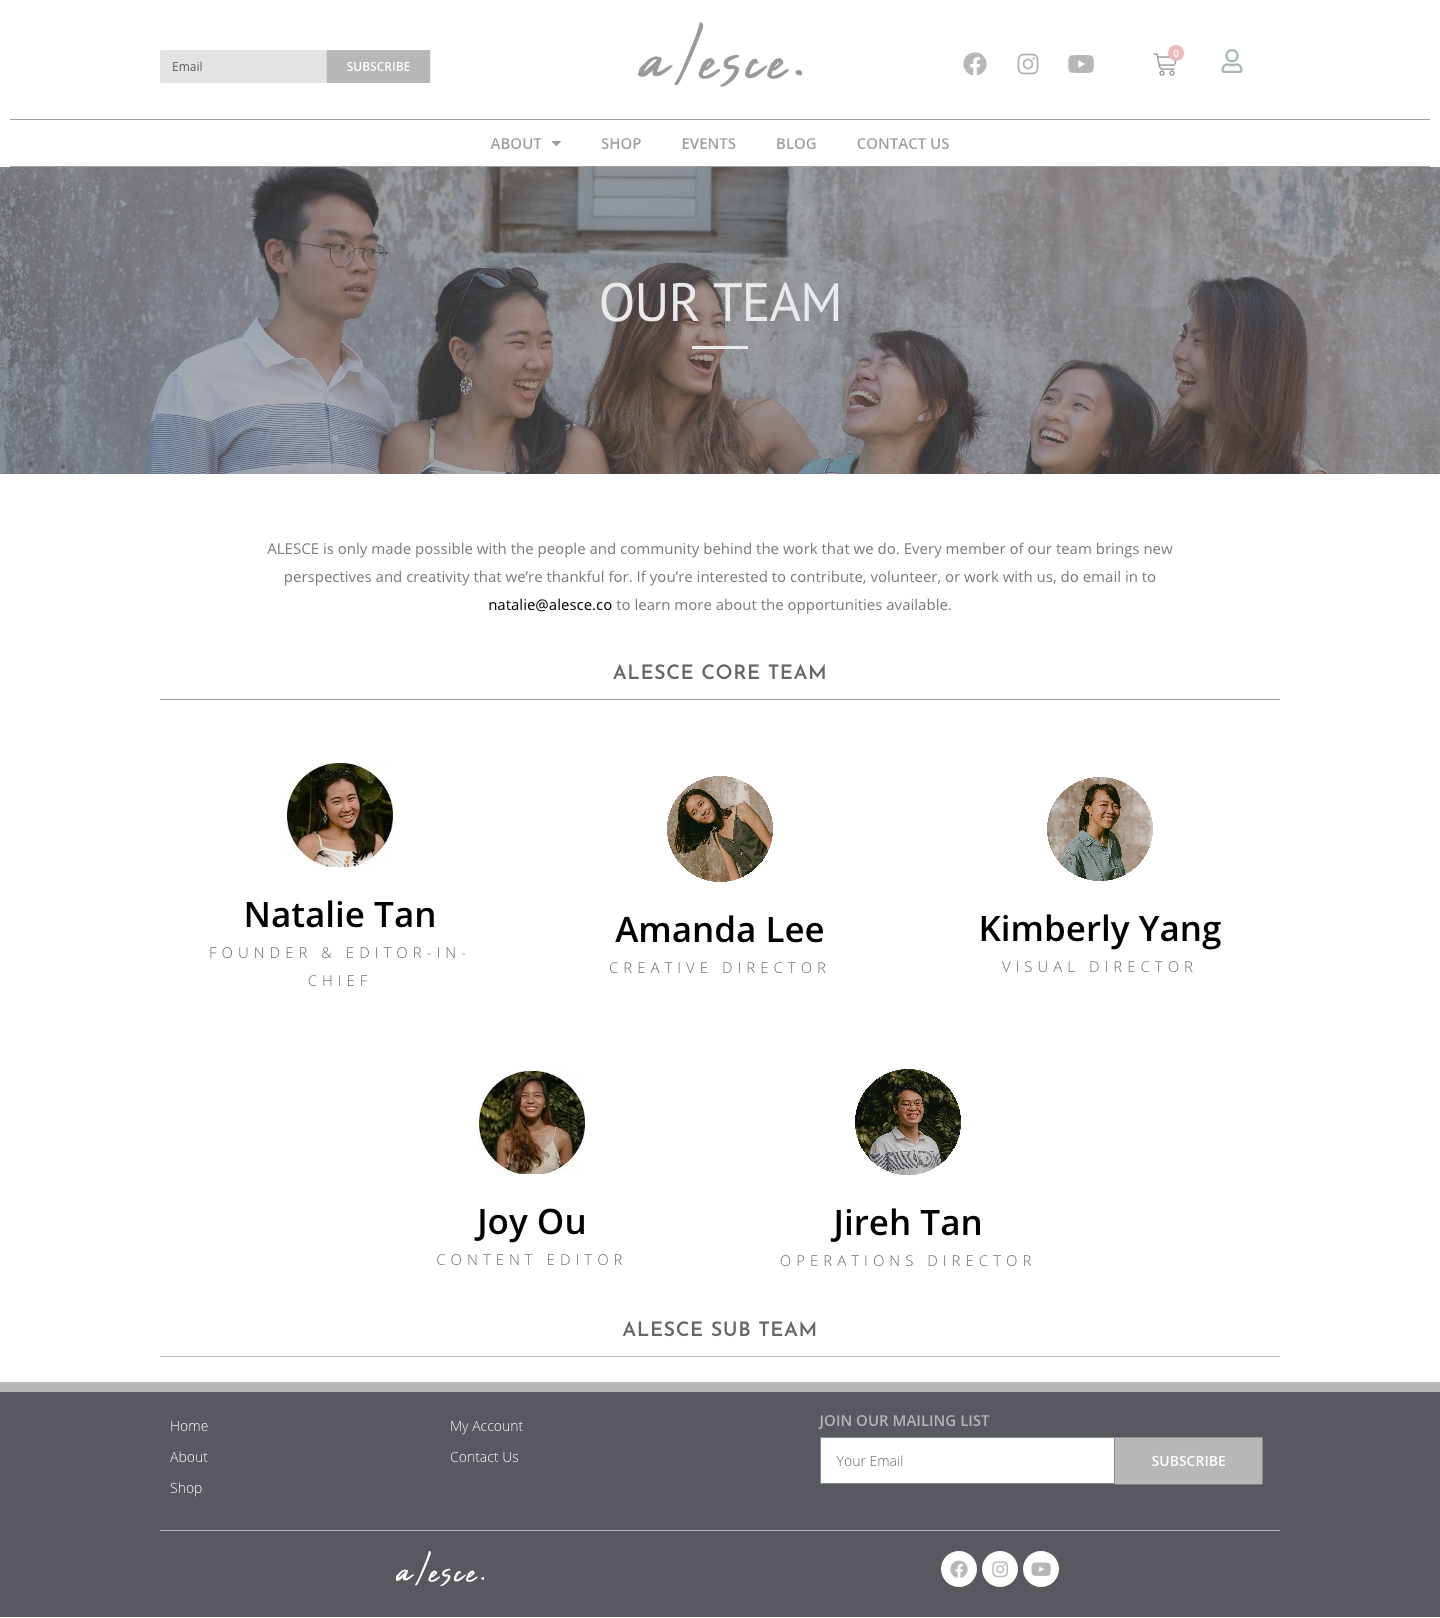 Email
SUBSCRIBE
alesce.
0
ABOUT
SHOP
EVENTS
BLOG
CONTACT US
OUR TEAM
ALESCE is only made possible with the people and community behind the work that we do. Every member of our team brings new
perspectives and creativity that we’re thankful for. If you’re interested to contribute, volunteer, or work with us, do email in to
natalie@alesce.co to learn more about the opportunities available.
ALESCE CORE TEAM
Natalie Tan
FOUNDER & EDITOR-IN-
CHIEF
Amanda Lee
CREATIVE DIRECTOR
Kimberly Yang
VISUAL DIRECTOR
Joy Ou
CONTENT EDITOR
Jireh Tan
OPERATIONS DIRECTOR
ALESCE SUB TEAM
Home
About
Shop
My Account
Contact Us
JOIN OUR MAILING LIST
Your Email
SUBSCRIBE
alesce.